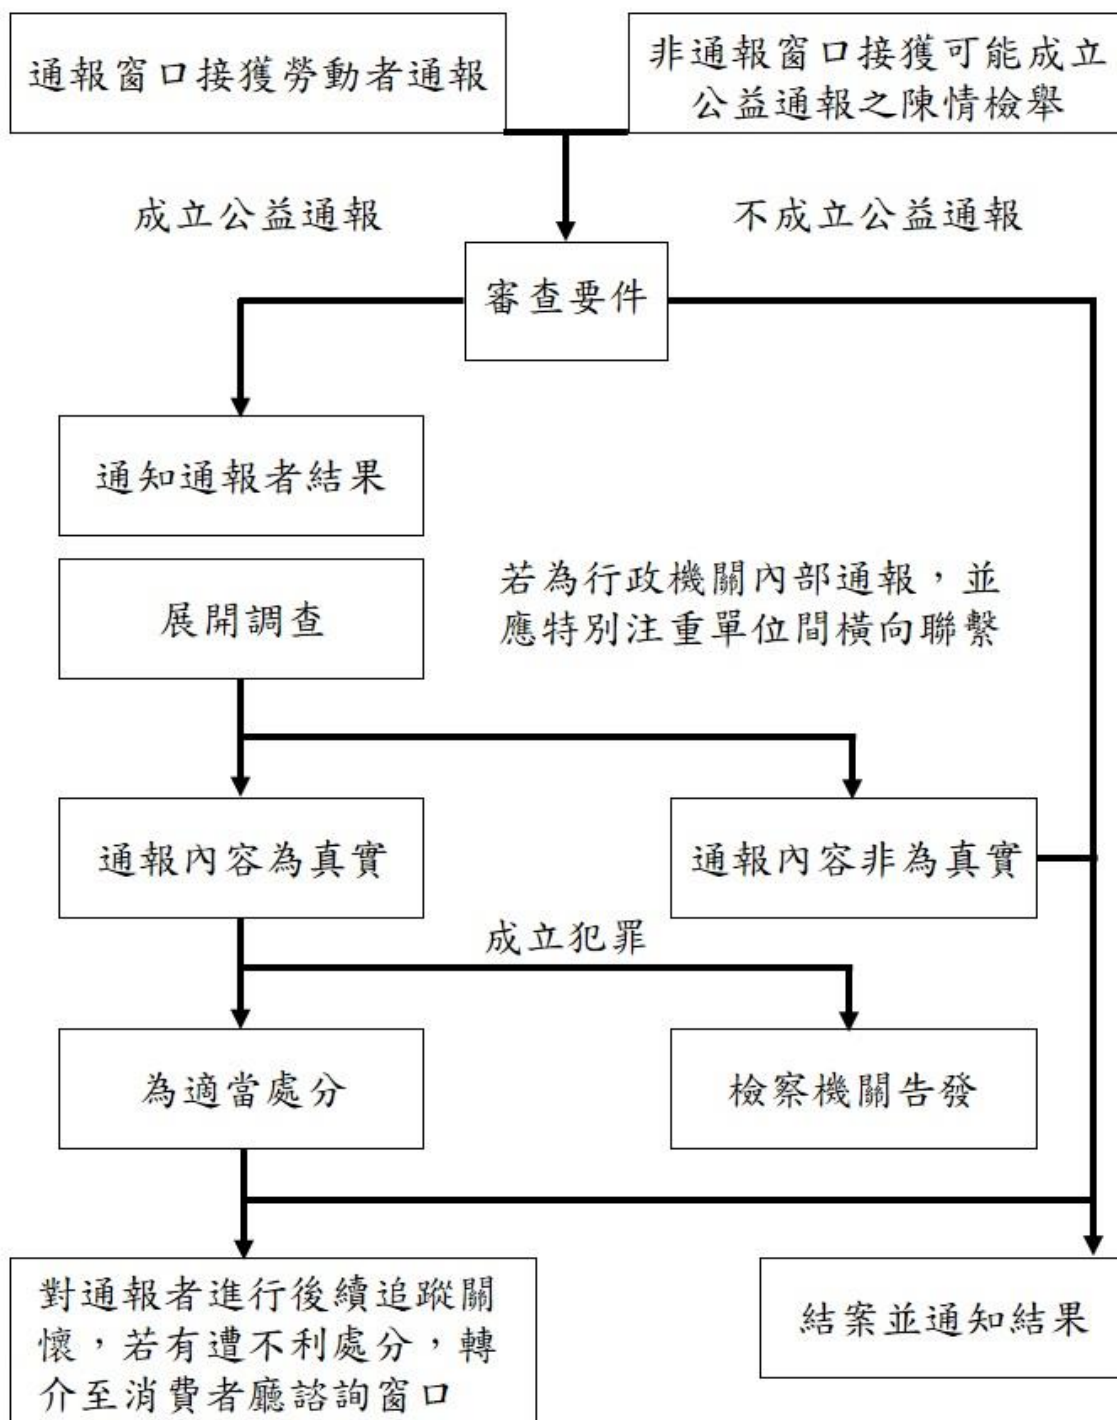 通報窗口接獲勞動者通報
非通報窗口接獲可能成立
公益通報之陳情檢舉
成立公益通報
不成立公益通報
審查要件
通知通報者結果
展開調查
若為行政機關內部通報，並
應特別注重單位間橫向聯繫
通報內容為真實
通報內容非為真實
成立犯罪
為適當處分
檢察機關告發
對通報者進行後續追蹤關
懷，若有遭不利處分，轉
介至消費者廳諮詢窗口
結案並通知結果